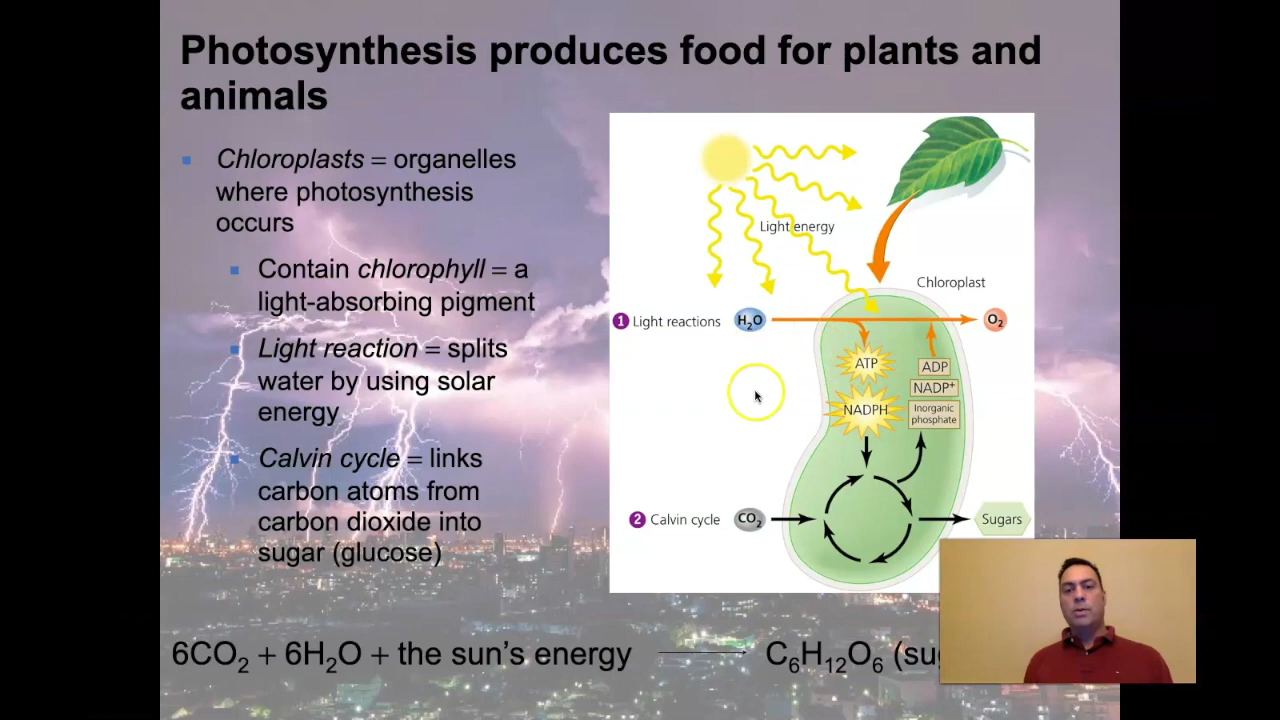 Photosynthesis produces food for plants and
animals
Chloroplasts = organelles
where photosynthesis
occurs
Contain chlorophyll = a
light-absorbing pigment
Light reaction = splits
water by using solar
energy
Calvin cycle = links
carbon atoms from
carbon dioxide into
sugar (glucose)
Light energy
Chloroplast
1 Light reactions
H₂O
O₂
ATP
ADP
NADP⁺
NADPH
Inorganic
phosphate
2 Calvin cycle
CO₂
Sugars
6CO₂ + 6H₂O + the sun’s energy
C₆H₁₂O₆